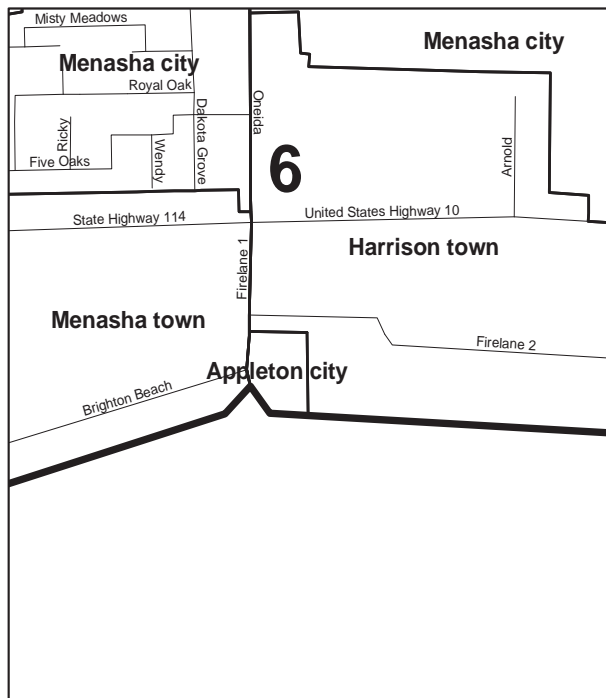 Misty Meadows
Menasha city
Menasha city
Royal Oak
Dakota Grove
Oneida
Ricky
Five Oaks
Wendy
6
Arnold
State Highway 114
United States Highway 10
Firelane 1
Harrison town
Menasha town
Firelane 2
Appleton city
Brighton Beach